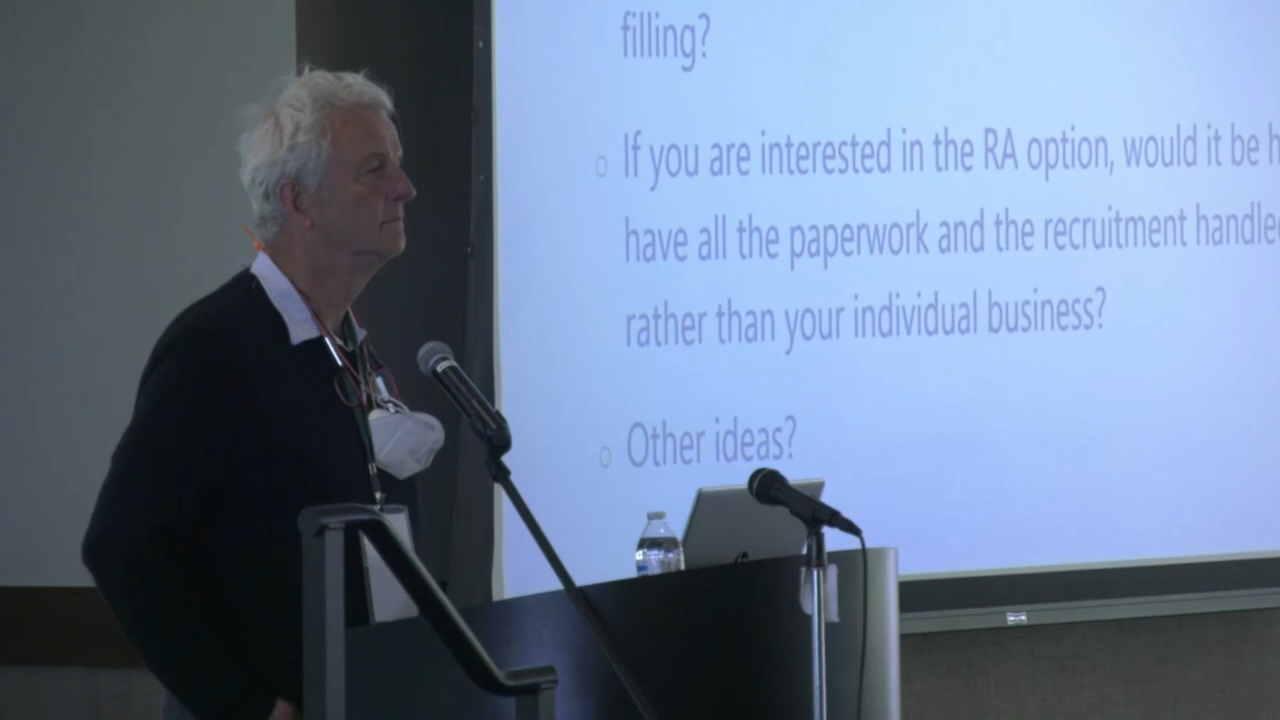 filling?
If you are interested in the RA option, would it be
have all the paperwork and the recruitment handled
rather than your individual business?
Other ideas?